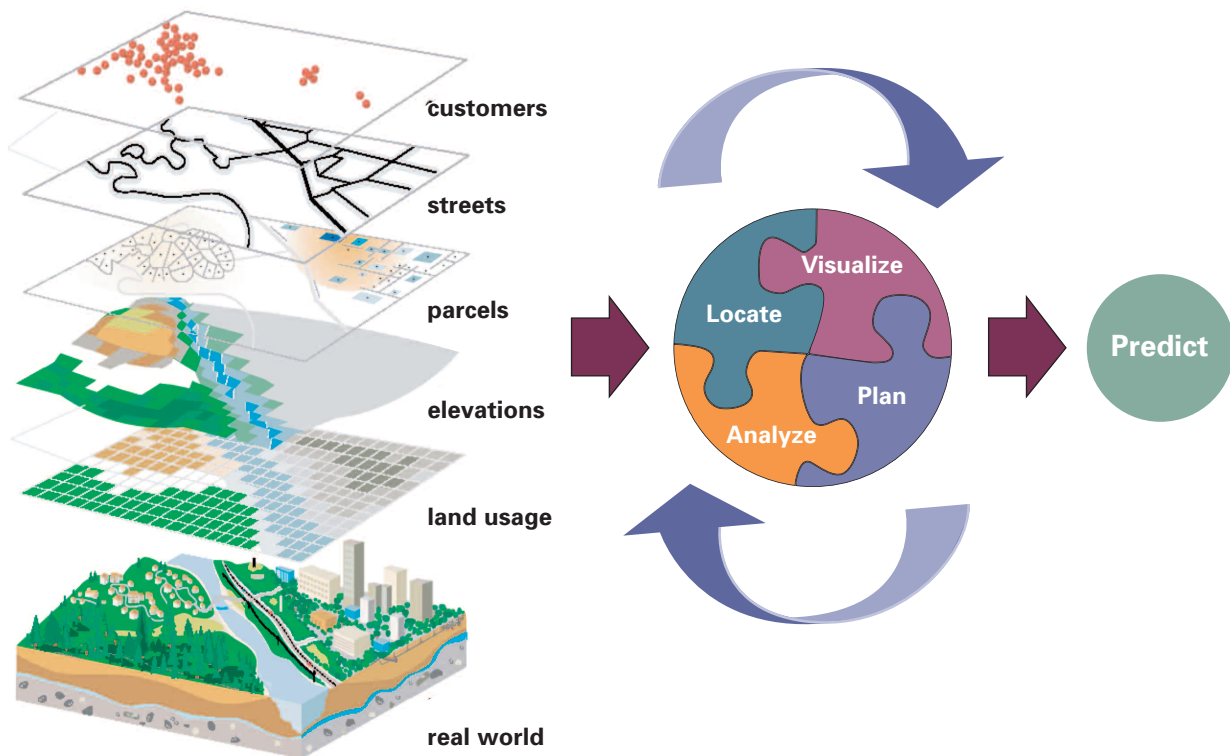 customers
streets
parcels
elevations
land usage
real world
Visualize
Locate
Plan
Analyze
Predict